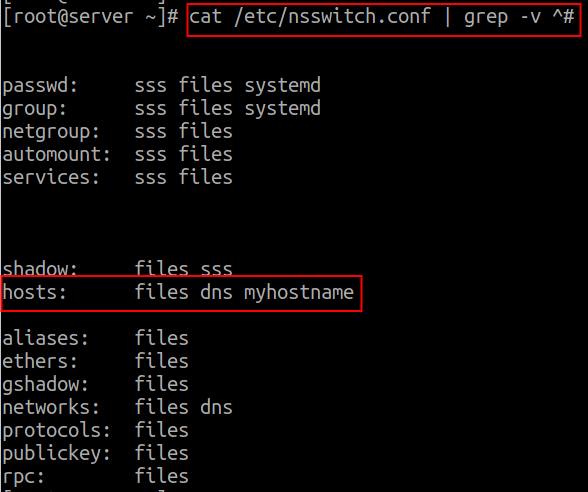 [root@server ~]# cat /etc/nsswitch.conf | grep -v ^#
passwd:     sss files systemd
group:      sss files systemd
netgroup:   sss files
automount:  sss files
services:   sss files
shadow:     files sss
hosts:      files dns myhostname
aliases:    files
ethers:     files
gshadow:    files
networks:   files dns
protocols:  files
publickey:  files
rpc:        files